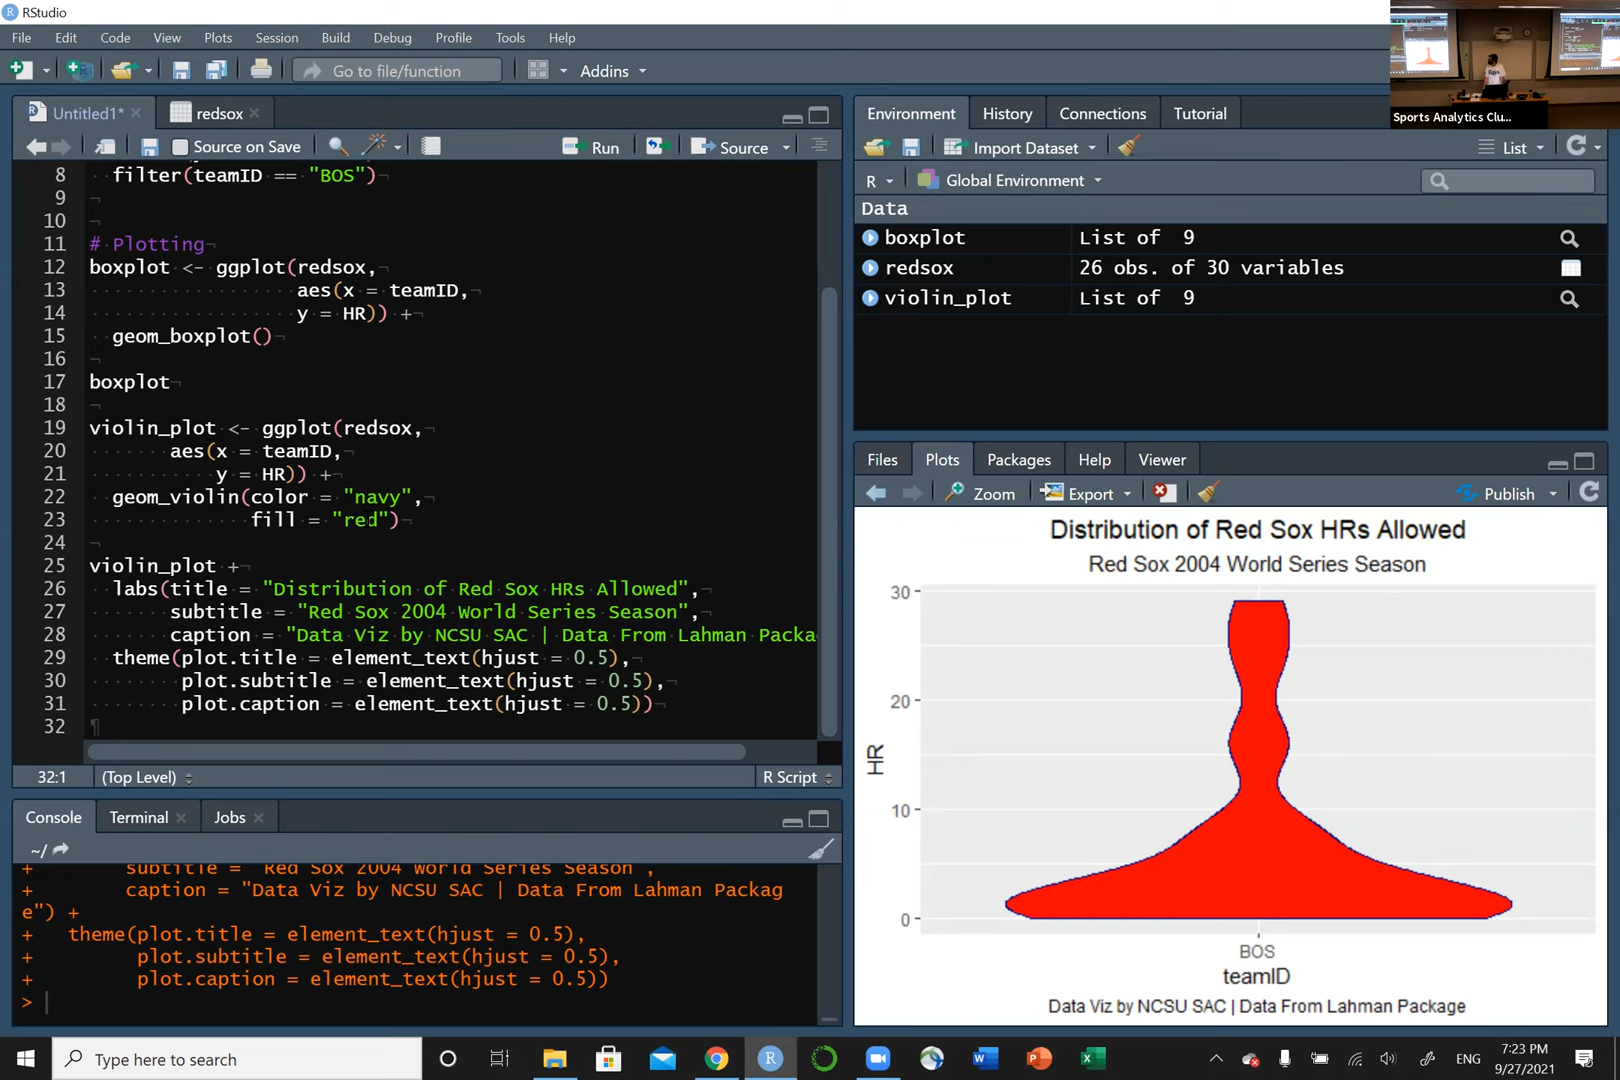 RStudio
File Edit Code View Plots Session Build Debug Profile Tools Help
Go to file/function
Addins
Sports Analytics Clu...
Untitled1*
redsox
Source on Save
Run
Source
8 filter(teamID == "BOS")
9
10
11 # Plotting
12 boxplot <- ggplot(redsox,
13 aes(x = teamID,
14 y = HR)) +
15 geom_boxplot()
16
17 boxplot
18
19 violin_plot <- ggplot(redsox,
20 aes(x = teamID,
21 y = HR)) +
22 geom_violin(color = "navy",
23 fill = "red")
24
25 violin_plot +
26 labs(title = "Distribution of Red Sox HRs Allowed",
27 subtitle = "Red Sox 2004 World Series Season",
28 caption = "Data Viz by NCSU SAC | Data From Lahman Packa
29 theme(plot.title = element_text(hjust = 0.5),
30 plot.subtitle = element_text(hjust = 0.5),
31 plot.caption = element_text(hjust = 0.5))
32
32:1 (Top Level) R Script
Console Terminal Jobs
~/
+ subtitle = "Red Sox 2004 World Series Season",
+ caption = "Data Viz by NCSU SAC | Data From Lahman Packag
e") +
+ theme(plot.title = element_text(hjust = 0.5),
+ plot.subtitle = element_text(hjust = 0.5),
+ plot.caption = element_text(hjust = 0.5))
>
Environment History Connections Tutorial
Import Dataset
List
R
Global Environment
Data
boxplot List of 9
redsox 26 obs. of 30 variables
violin_plot List of 9
Files Plots Packages Help Viewer
Zoom Export Publish
Distribution of Red Sox HRs Allowed
Red Sox 2004 World Series Season
30
20
10
0
HR
BOS
teamID
Data Viz by NCSU SAC | Data From Lahman Package
Type here to search
ENG
7:23 PM
9/27/2021